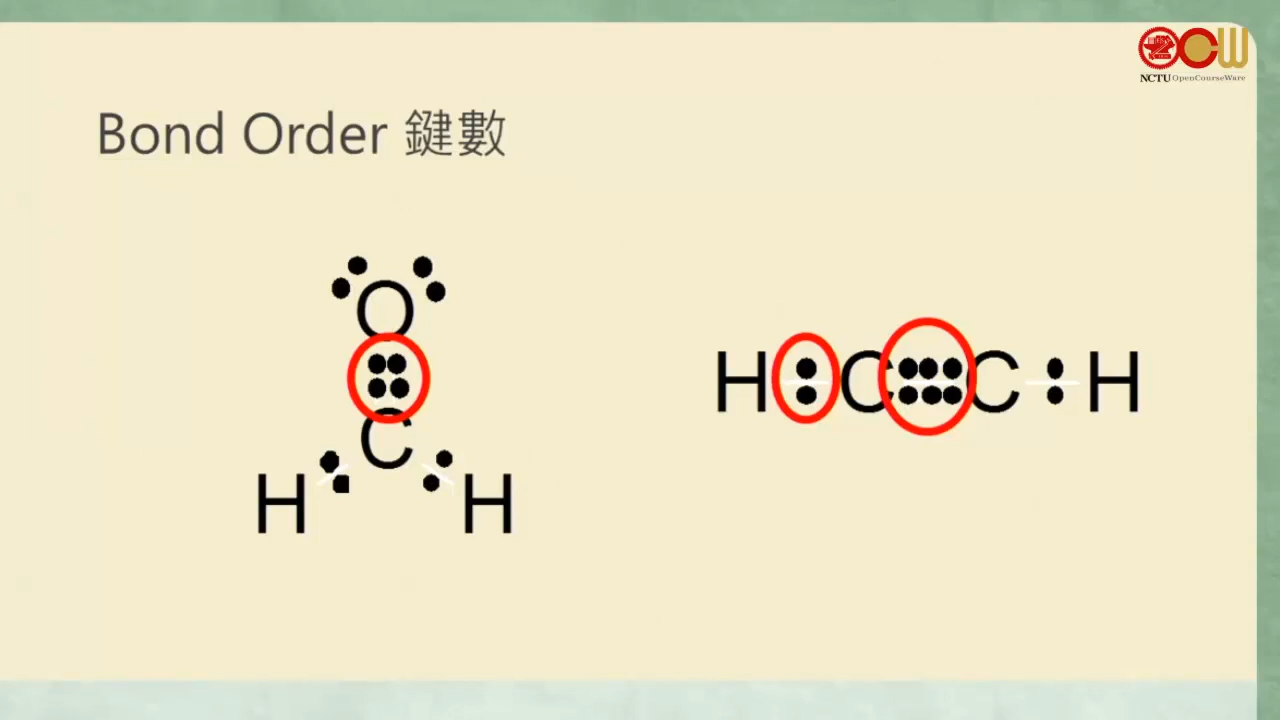 NCTU OpenCourseWare
Bond Order 鍵數
O
C
H H
H C C H